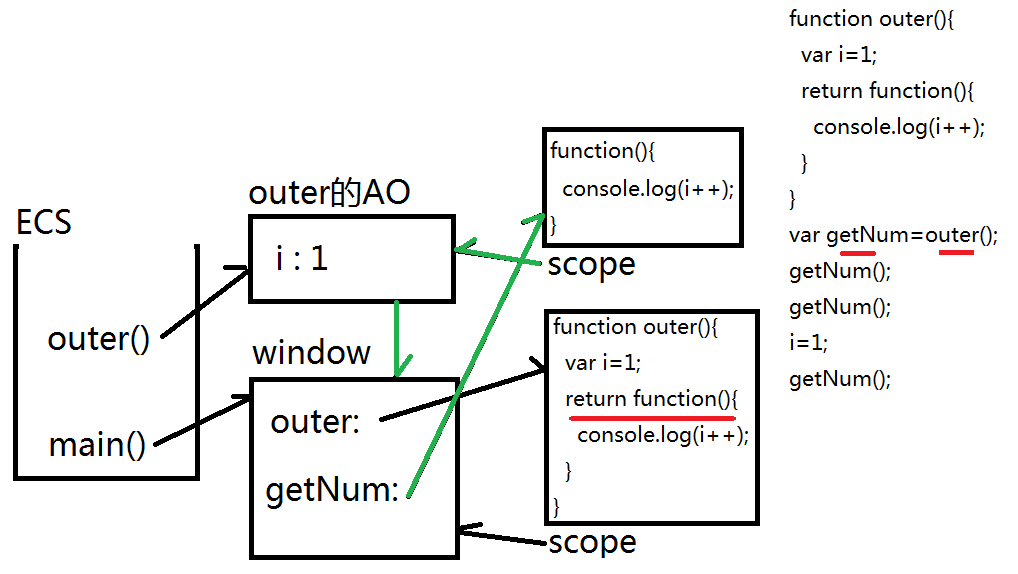 ECS
outer()
main()
outer的AO
i : 1
window
outer:
getNum:
function(){
console.log(i++);
}
scope
function outer(){
var i=1;
return function(){
console.log(i++);
}
}
scope
function outer(){
var i=1;
return function(){
console.log(i++);
}
}
var getNum=outer();
getNum();
getNum();
i=1;
getNum();